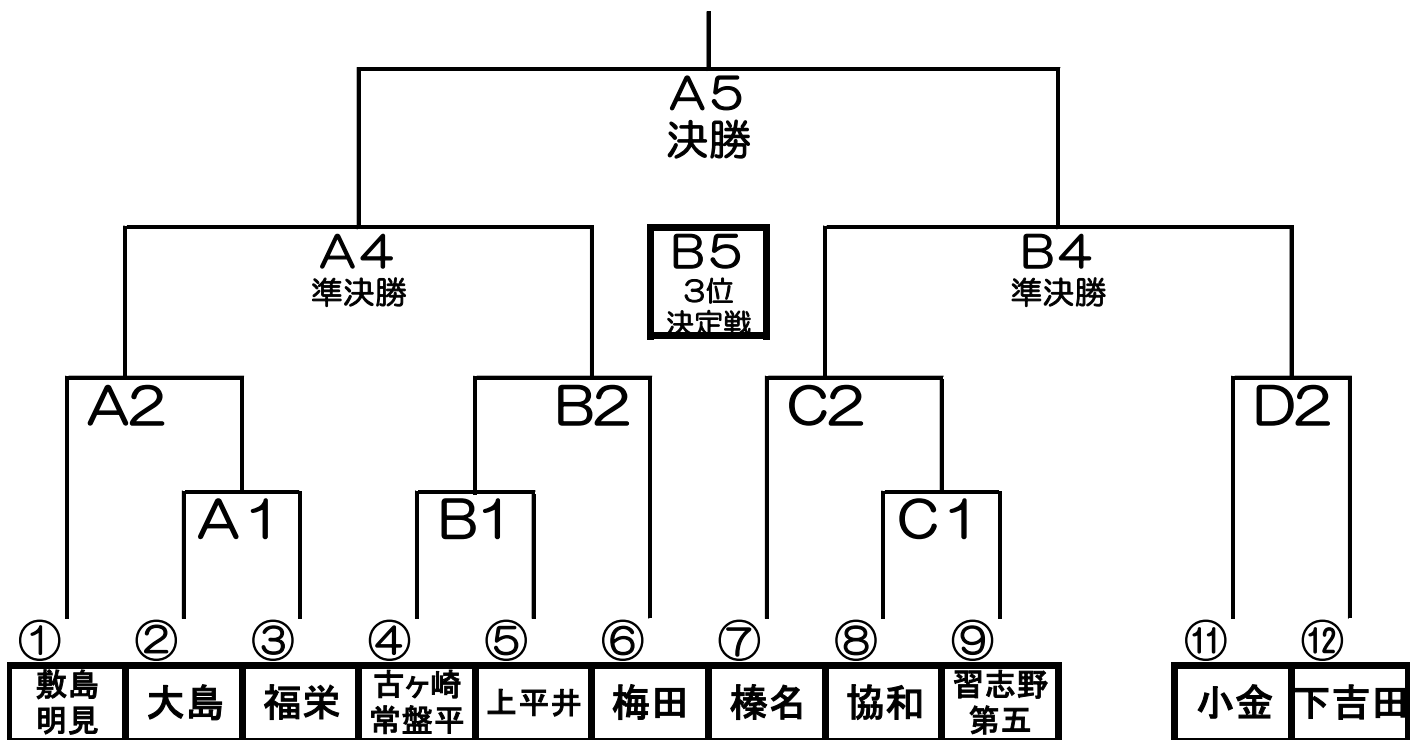 A5
決勝
A4
準決勝
B5
3位
決定戦
B4
準決勝
A2
B2
C2
D2
A1
B1
C1
① ② ③ ④ ⑤ ⑥ ⑦ ⑧ ⑨ ⑪ ⑫
敷島
明見
大島
福栄
古ヶ崎
常盤平
上平井
梅田
榛名
協和
習志野
第五
小金
下吉田